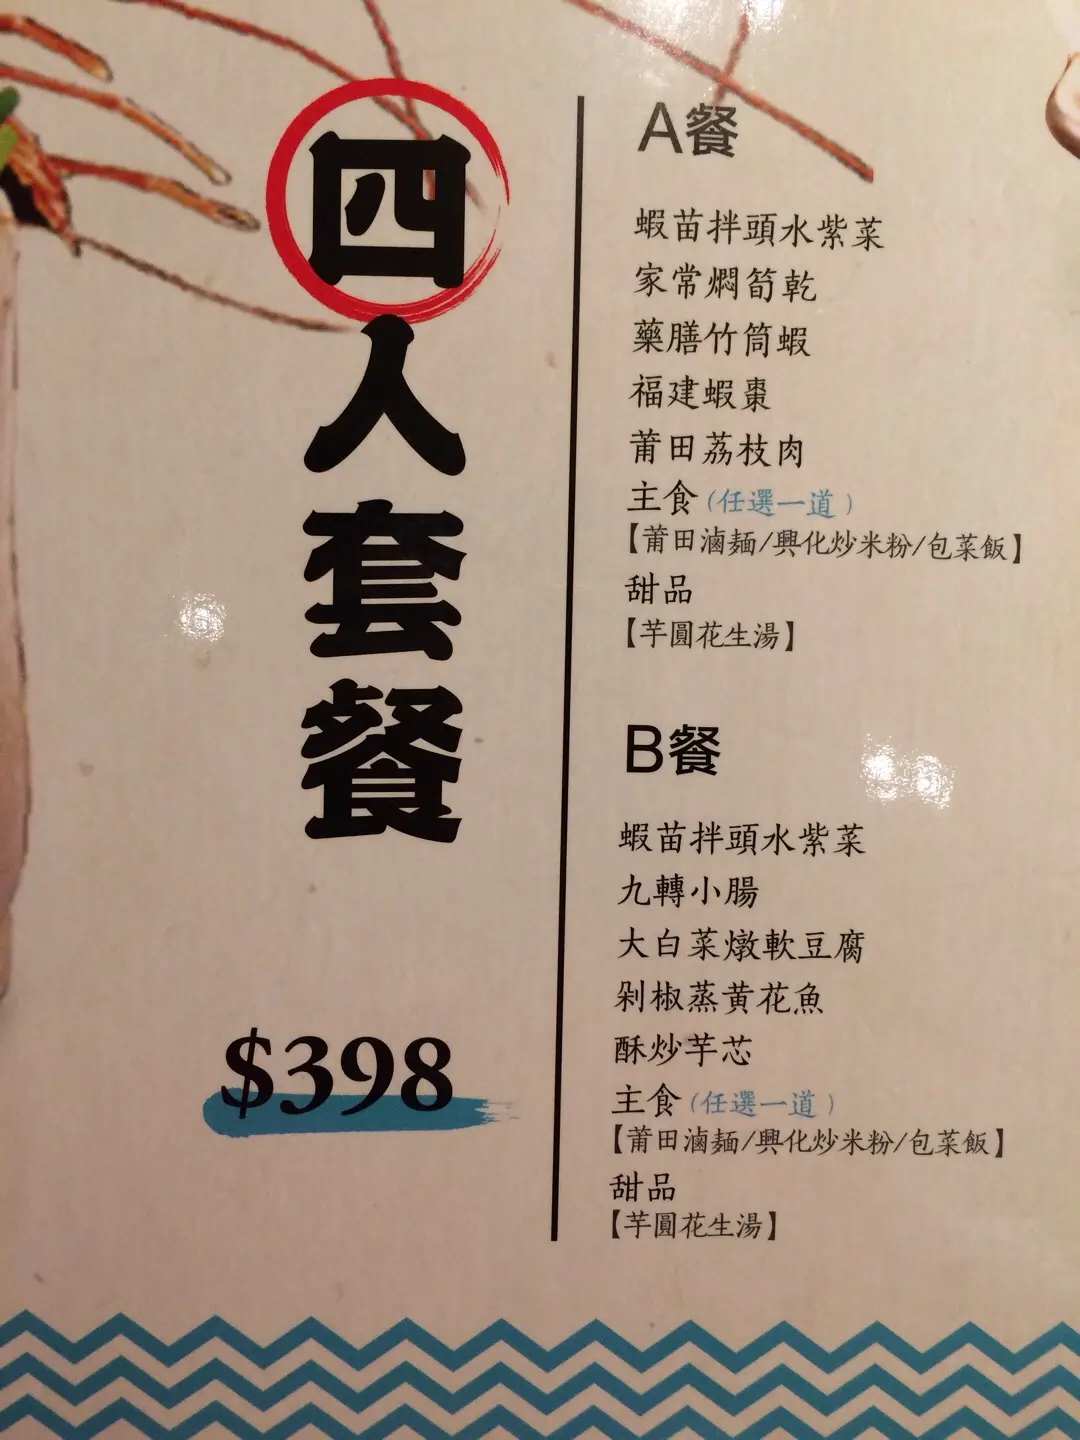 四人套餐
$398
A餐
蝦苗拌頭水紫菜
家常燜筍乾
藥膳竹筒蝦
福建蝦棗
莆田荔枝肉
主食(任選一道)
【莆田滷麵/興化炒米粉/包菜飯】
甜品
【芋圓花生湯】
B餐
蝦苗拌頭水紫菜
九轉小腸
大白菜燉軟豆腐
剁椒蒸黄花魚
酥炒芋芯
主食(任選一道)
【莆田滷麵/興化炒米粉/包菜飯】
甜品
【芋圓花生湯】